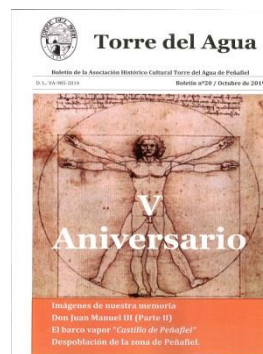 Torre del Agua
Boletín de la Asociación Histórico Cultural Torre del Agua de Peñafiel
Boletín nº20 / Octubre de 2019
V
Aniversario
Imágenes de nuestra memoria
Don Juan Manuel III (Parte II)
El barco vapor "Castillo de Peñafiel"
Despoblación de la zona de Peñafiel.